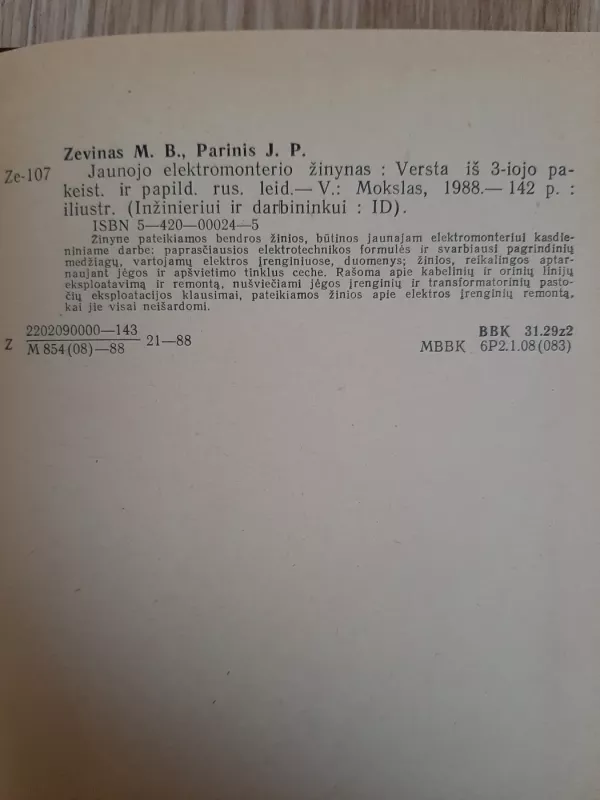 Zevinas M. B., Parinis J. P.
Ze-107 Jaunojo elektromonterio žinynas : Versta iš 3-iojo pa-
keist. ir papild. rus. leid.— V.: Mokslas, 1988.— 142 p. :
iliustr. (Inžinieriui ir darbininkui : ID).
ISBN 5—420—00024—5
Žinyne pateikiamos bendros žinios, būtinos jaunajam elektromonteriui kasdie-
niniame darbe: paprasčiausios elektrotechnikos formulės ir svarbiausi pagrindinių
medžiagų, vartojamų elektros įrenginiuose, duomenys; žinios, reikalingos aptar-
naujant jėgos ir apšvietimo tinklus ceche. Rašoma apie kabelinių ir orinių linijų
eksploatavimą ir remontą, nušviečiami jėgos įrenginių ir transformatorinių pasto-
čių eksploatacijos klausimai, pateikiamos žinios apie elektros įrenginių remontą,
kai jie visai neišardomi.
Z 2202090000—143 21—88 BBK 31.29z2
M 854(08)—88 MBBK 6P2.1.08(083)